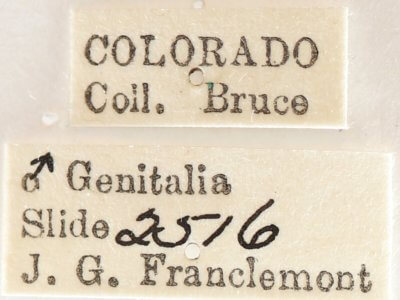 COLORADO
Coll. Bruce
♂ Genitalia
Slide 2516
J. G. Franclemont